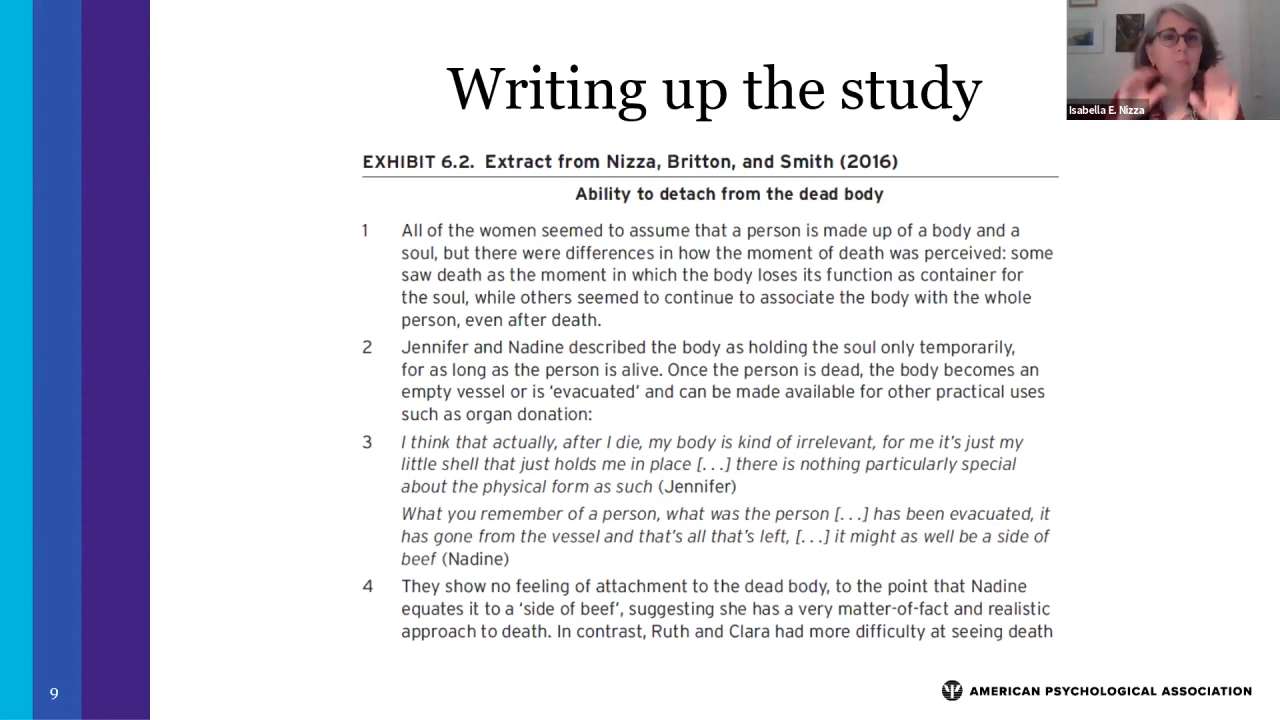 Writing up the study
Isabella E. Nizza
EXHIBIT 6.2. Extract from Nizza, Britton, and Smith (2016)
Ability to detach from the dead body
1 All of the women seemed to assume that a person is made up of a body and a
soul, but there were differences in how the moment of death was perceived: some
saw death as the moment in which the body loses its function as container for
the soul, while others seemed to continue to associate the body with the whole
person, even after death.
2 Jennifer and Nadine described the body as holding the soul only temporarily,
for as long as the person is alive. Once the person is dead, the body becomes an
empty vessel or is ‘evacuated’ and can be made available for other practical uses
such as organ donation:
3 I think that actually, after I die, my body is kind of irrelevant, for me it's just my
little shell that just holds me in place [. . .] there is nothing particularly special
about the physical form as such (Jennifer)
What you remember of a person, what was the person [. . .] has been evacuated, it
has gone from the vessel and that's all that's left, [. . .] it might as well be a side of
beef (Nadine)
4 They show no feeling of attachment to the dead body, to the point that Nadine
equates it to a ‘side of beef’, suggesting she has a very matter-of-fact and realistic
approach to death. In contrast, Ruth and Clara had more difficulty at seeing death
9
AMERICAN PSYCHOLOGICAL ASSOCIATION